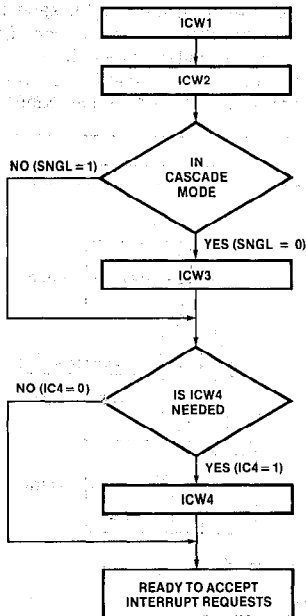 ICW1
ICW2
IN
CASCADE
MODE
NO (SNGL = 1)
YES (SNGL = 0)
ICW3
IS ICW4
NEEDED
NO (IC4=0)
YES (IC4=1)
ICW4
READY TO ACCEPT
INTERRUPT REQUESTS